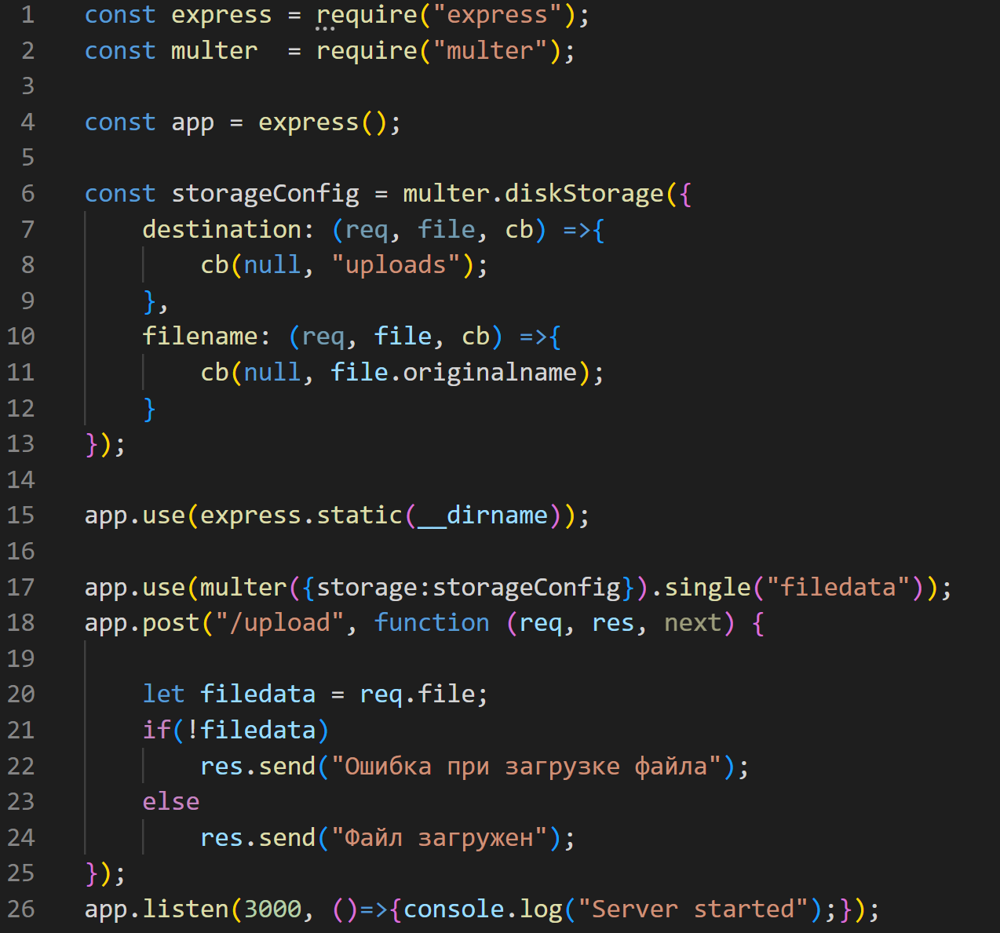 1 const express = require("express");
2 const multer  = require("multer");
3
4 const app = express();
5
6 const storageConfig = multer.diskStorage({
7     destination: (req, file, cb) =>{
8         cb(null, "uploads");
9     },
10     filename: (req, file, cb) =>{
11         cb(null, file.originalname);
12     }
13 });
14
15 app.use(express.static(__dirname));
16
17 app.use(multer({storage:storageConfig}).single("filedata"));
18 app.post("/upload", function (req, res, next) {
19
20     let filedata = req.file;
21     if(!filedata)
22         res.send("Ошибка при загрузке файла");
23     else
24         res.send("Файл загружен");
25 });
26 app.listen(3000, ()=>{console.log("Server started");});